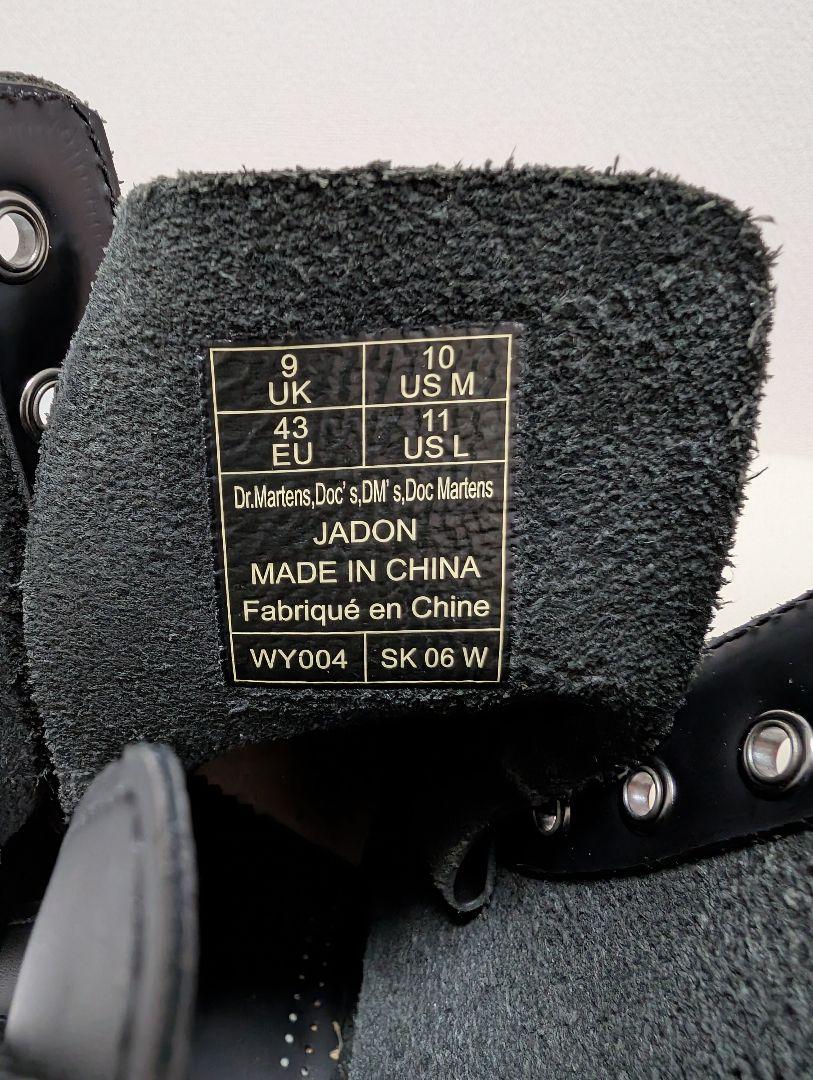 9 UK
10 US M
43 EU
11 US L
Dr.Martens,Doc's,DM's,Doc Martens
JADON
MADE IN CHINA
Fabriqué en Chine
WY004
SK 06 W